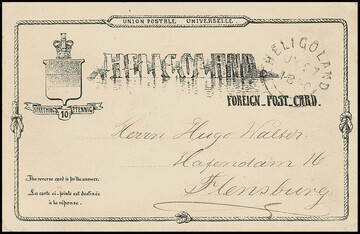 UNION POSTALE UNIVERSELLE
HELIGOLAND
HELIGOLAND
FOREIGN POST CARD.
FARTHING 10 PFENNIG
Herrn Hugo Walser
Hafendam 16
Flensburg
The reverse card is for the answer.
La carte ci-jointe est destinée
à la réponse.